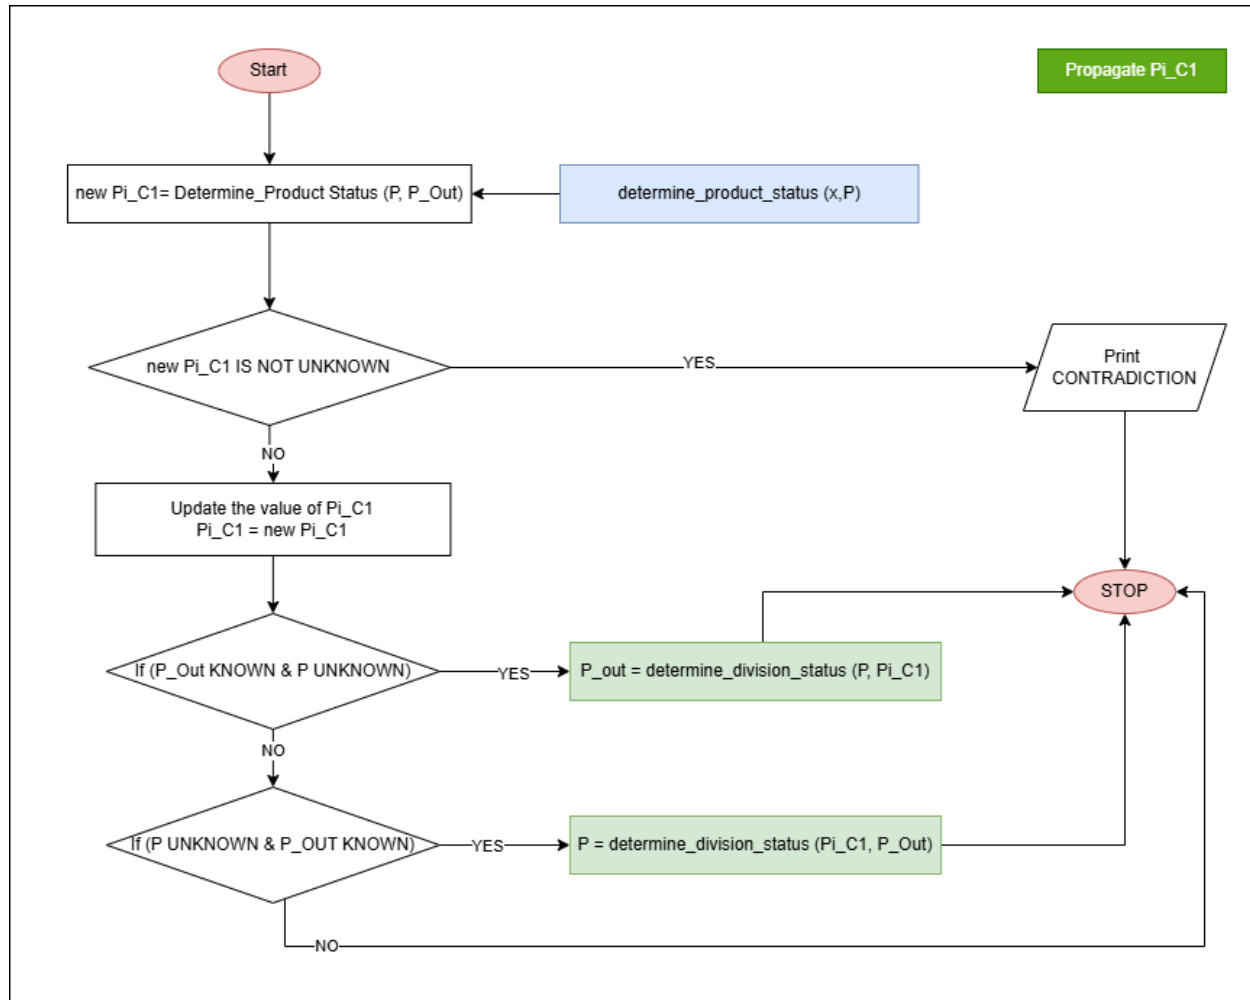 Start
Propagate Pi_C1
new Pi_C1= Determine_Product Status (P, P_Out)
determine_product_status (x,P)
new Pi_C1 IS NOT UNKNOWN
YES
Print
CONTRADICTION
NO
Update the value of Pi_C1
Pi_C1 = new Pi_C1
STOP
If (P_Out KNOWN & P UNKNOWN)
YES
P_out = determine_division_status (P, Pi_C1)
NO
If (P UNKNOWN & P_OUT KNOWN)
YES
P = determine_division_status (Pi_C1, P_Out)
NO